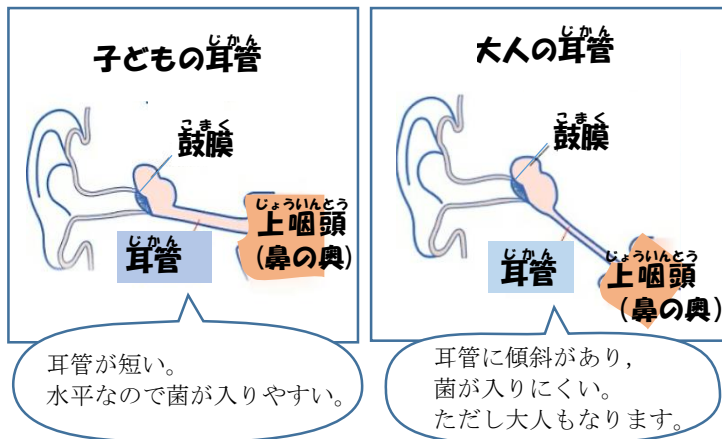 子どもの耳管
じかん
鼓膜
こまく
上咽頭
じょういんとう
(鼻の奥)
耳管
じかん
耳管が短い。
水平なので菌が入りやすい。
大人の耳管
じかん
鼓膜
こまく
上咽頭
じょういんとう
(鼻の奥)
耳管
じかん
耳管に傾斜があり,
菌が入りにくい。
ただし大人もなります。